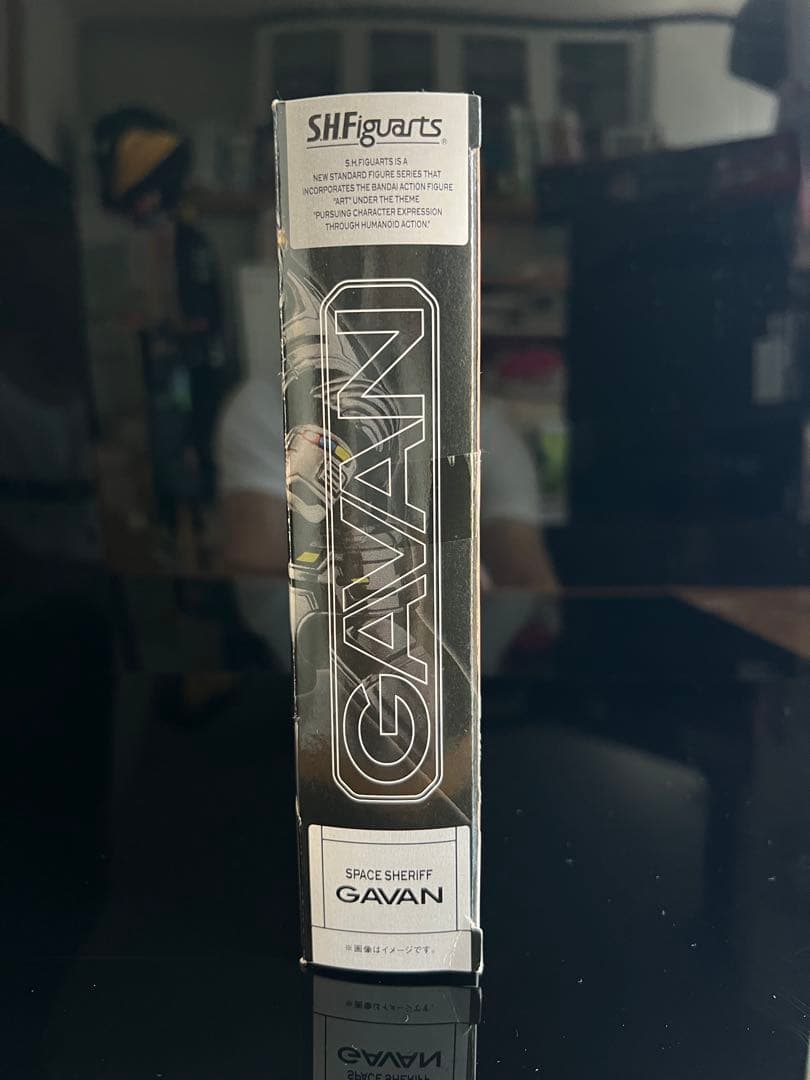 S.H.Figuarts®
S.H.FIGUARTS IS A
NEW STANDARD FIGURE SERIES THAT
INCORPORATES THE BANDAI ACTION FIGURE
"ART" UNDER THE THEME
"PURSUING CHARACTER EXPRESSION
THROUGH HUMANOID ACTION."
GAVAN
SPACE SHERIFF
GAVAN
※画像はイメージです。